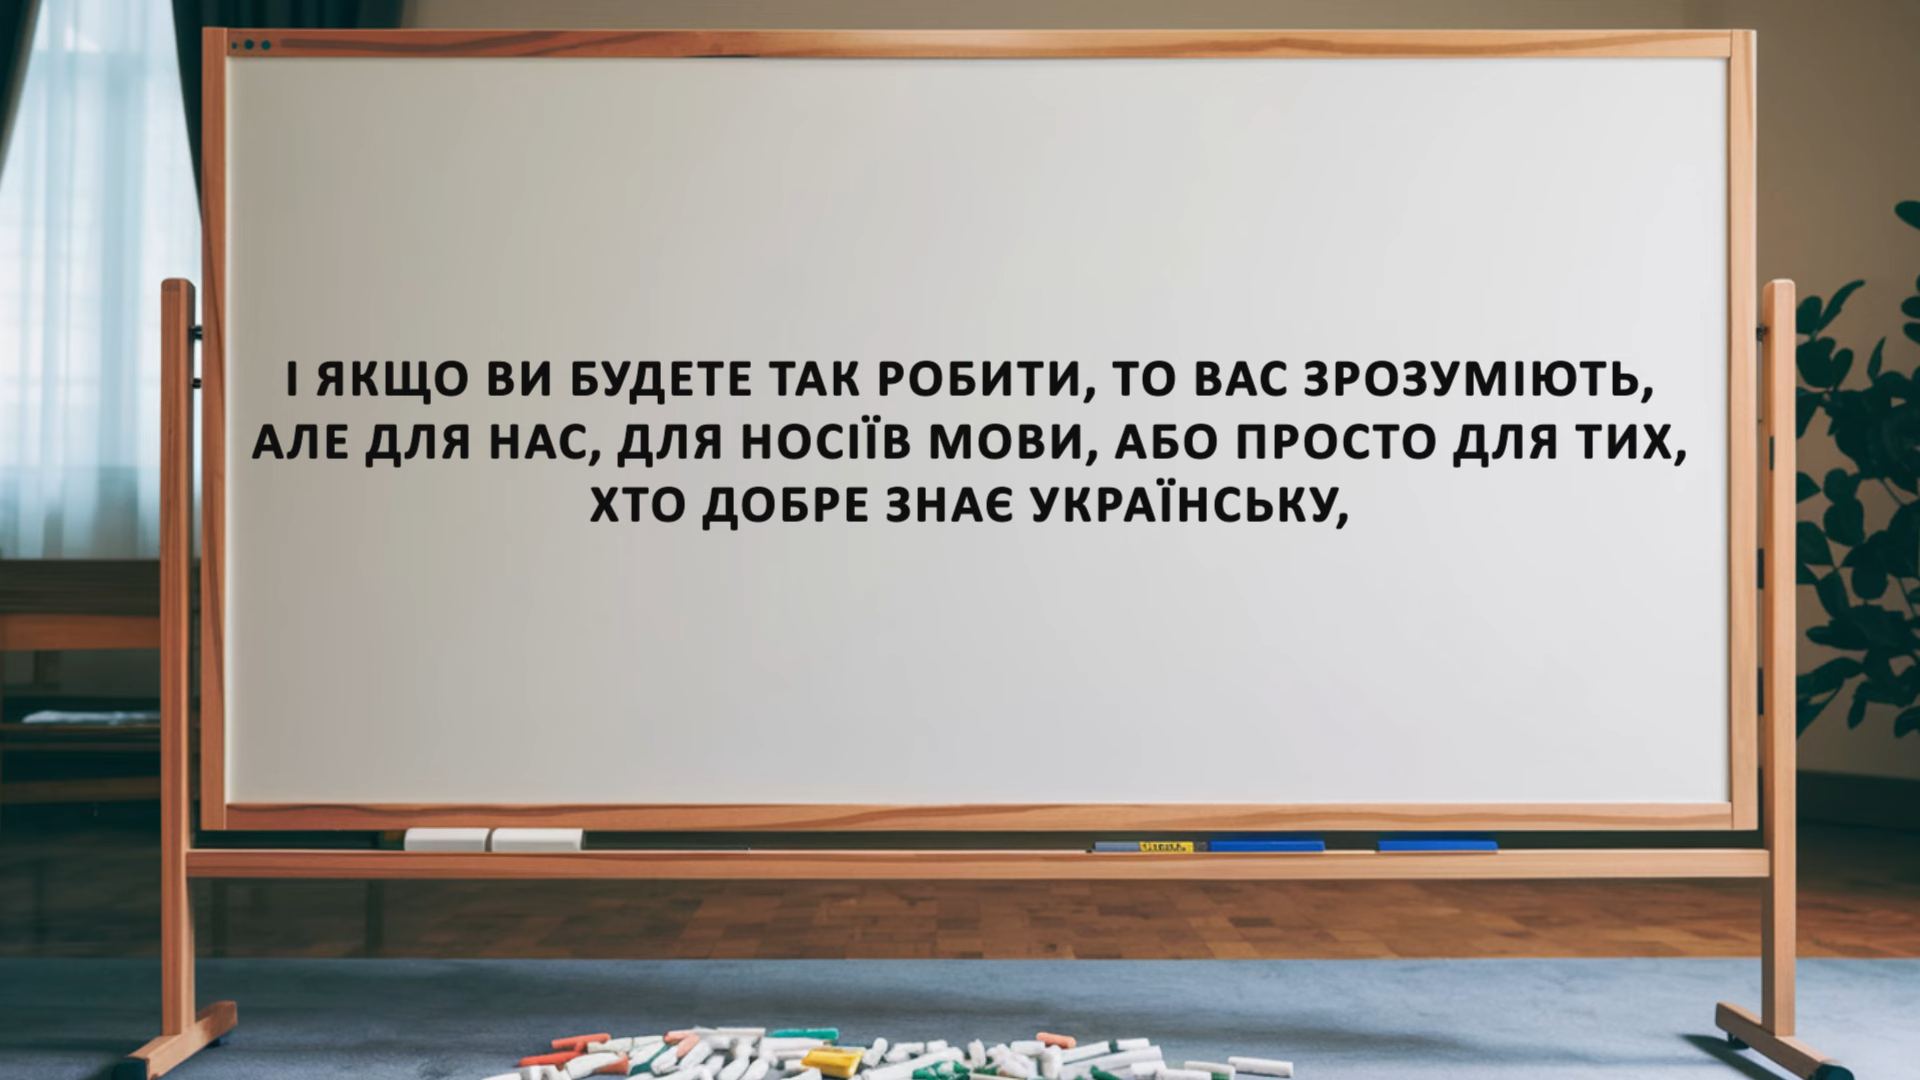 І ЯКЩО ВИ БУДЕТЕ ТАК РОБИТИ, ТО ВАС ЗРОЗУМІЮТЬ,
АЛЕ ДЛЯ НАС, ДЛЯ НОСІЇВ МОВИ, АБО ПРОСТО ДЛЯ ТИХ,
ХТО ДОБРЕ ЗНАЄ УКРАЇНСЬКУ,